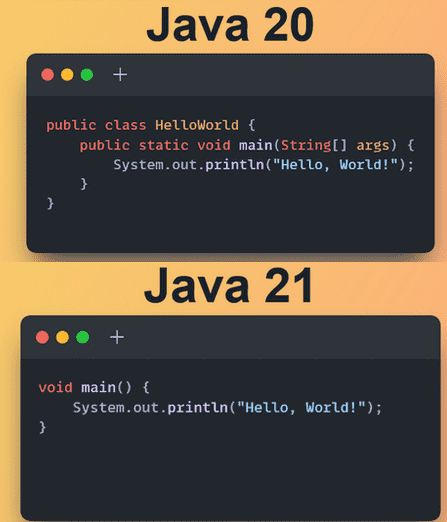 Java 20
public class HelloWorld {
    public static void main(String[] args) {
        System.out.println("Hello, World!");
    }
}
Java 21
void main() {
    System.out.println("Hello, World!");
}